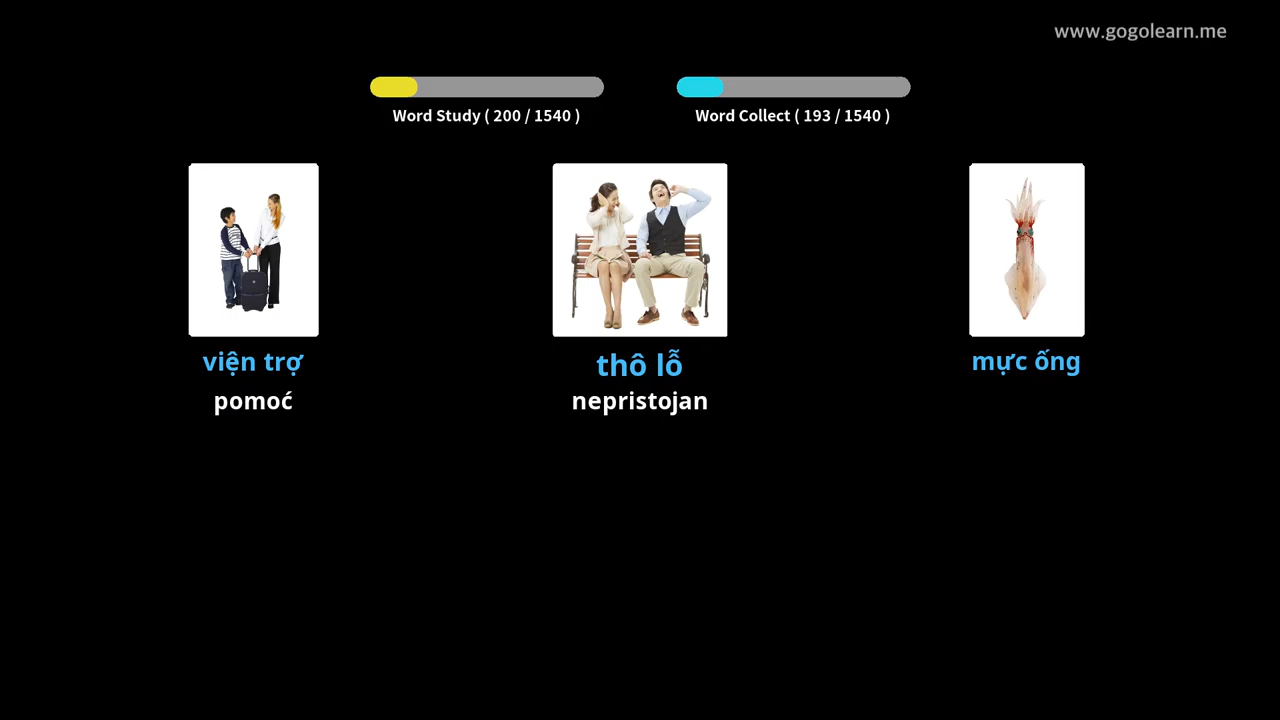 www.gogolearn.me
Word Study ( 200 / 1540 )
Word Collect ( 193 / 1540 )
viện trợ
pomoć
thô lỗ
nepristojan
mực ống